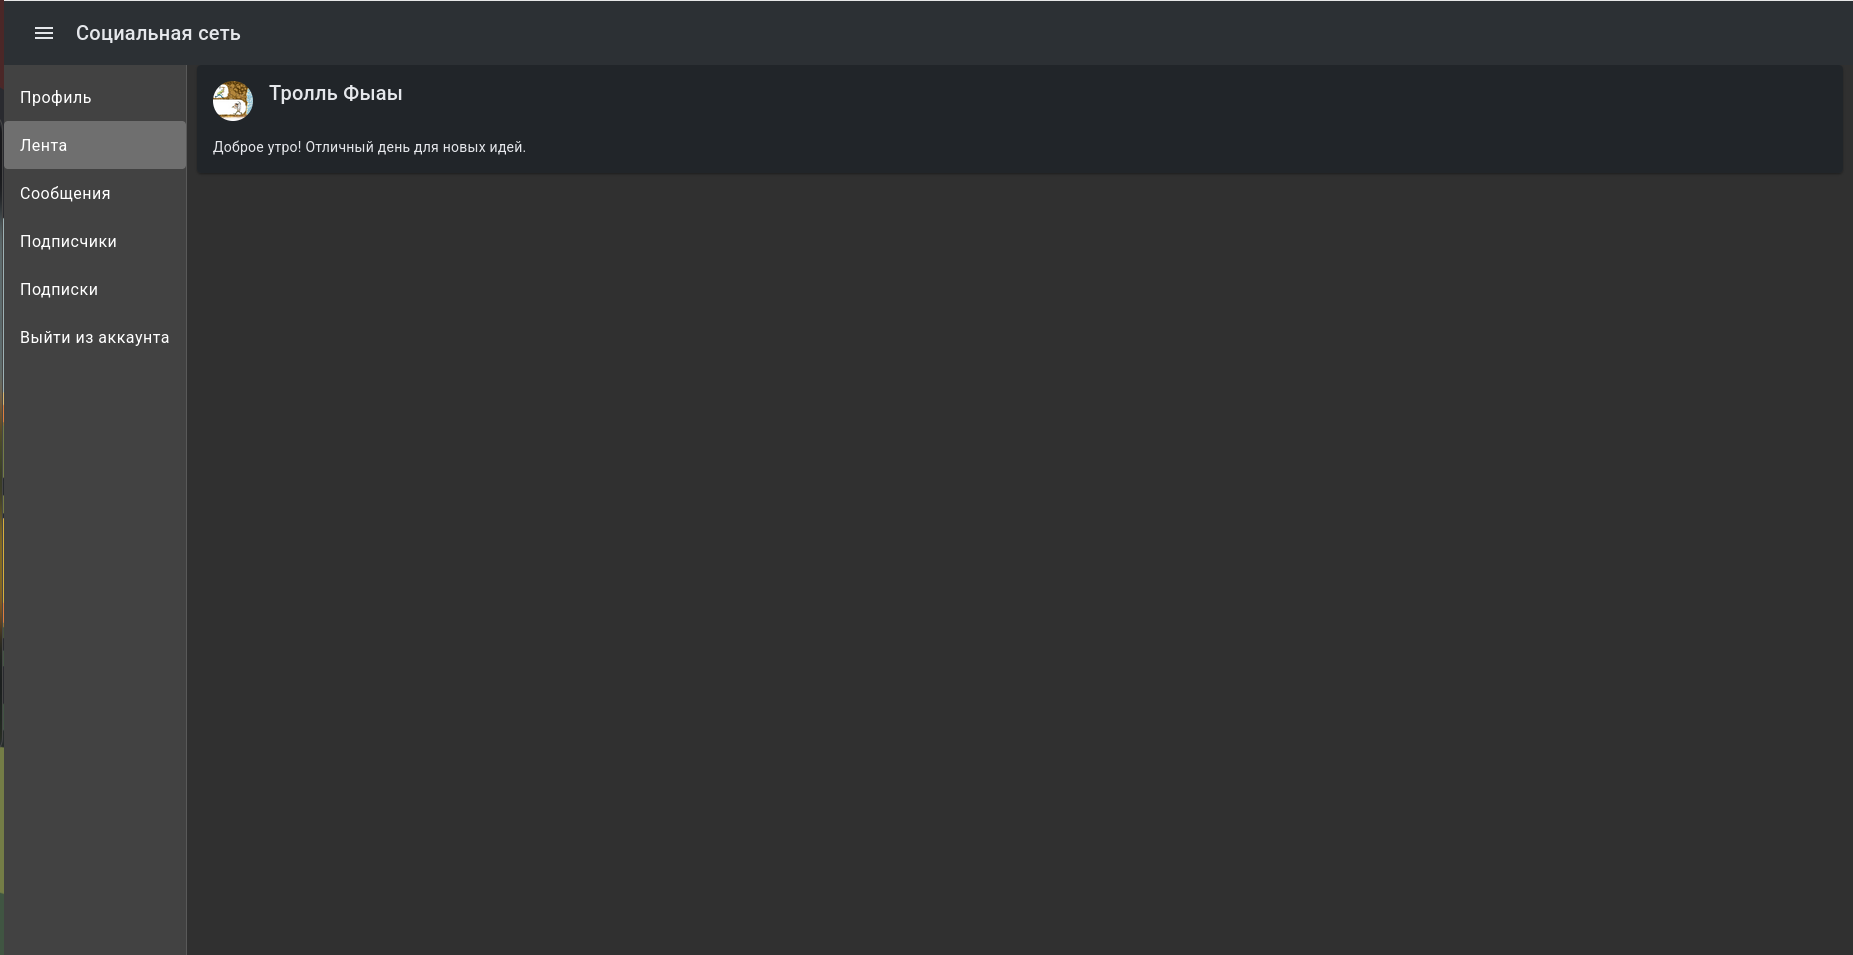 Социальная сеть
Профиль
Лента
Сообщения
Подписчики
Подписки
Выйти из аккаунта
Тролль Фыаы
Доброе утро! Отличный день для новых идей.